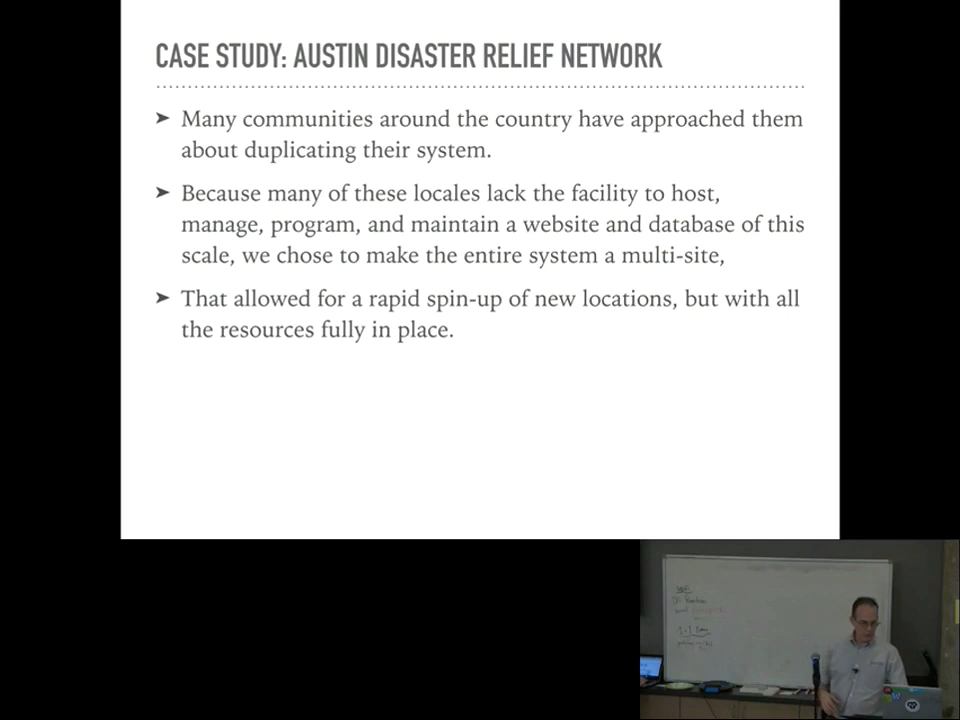 CASE STUDY: AUSTIN DISASTER RELIEF NETWORK
➤ Many communities around the country have approached them
about duplicating their system.
➤ Because many of these locales lack the facility to host,
manage, program, and maintain a website and database of this
scale, we chose to make the entire system a multi-site,
➤ That allowed for a rapid spin-up of new locations, but with all
the resources fully in place.